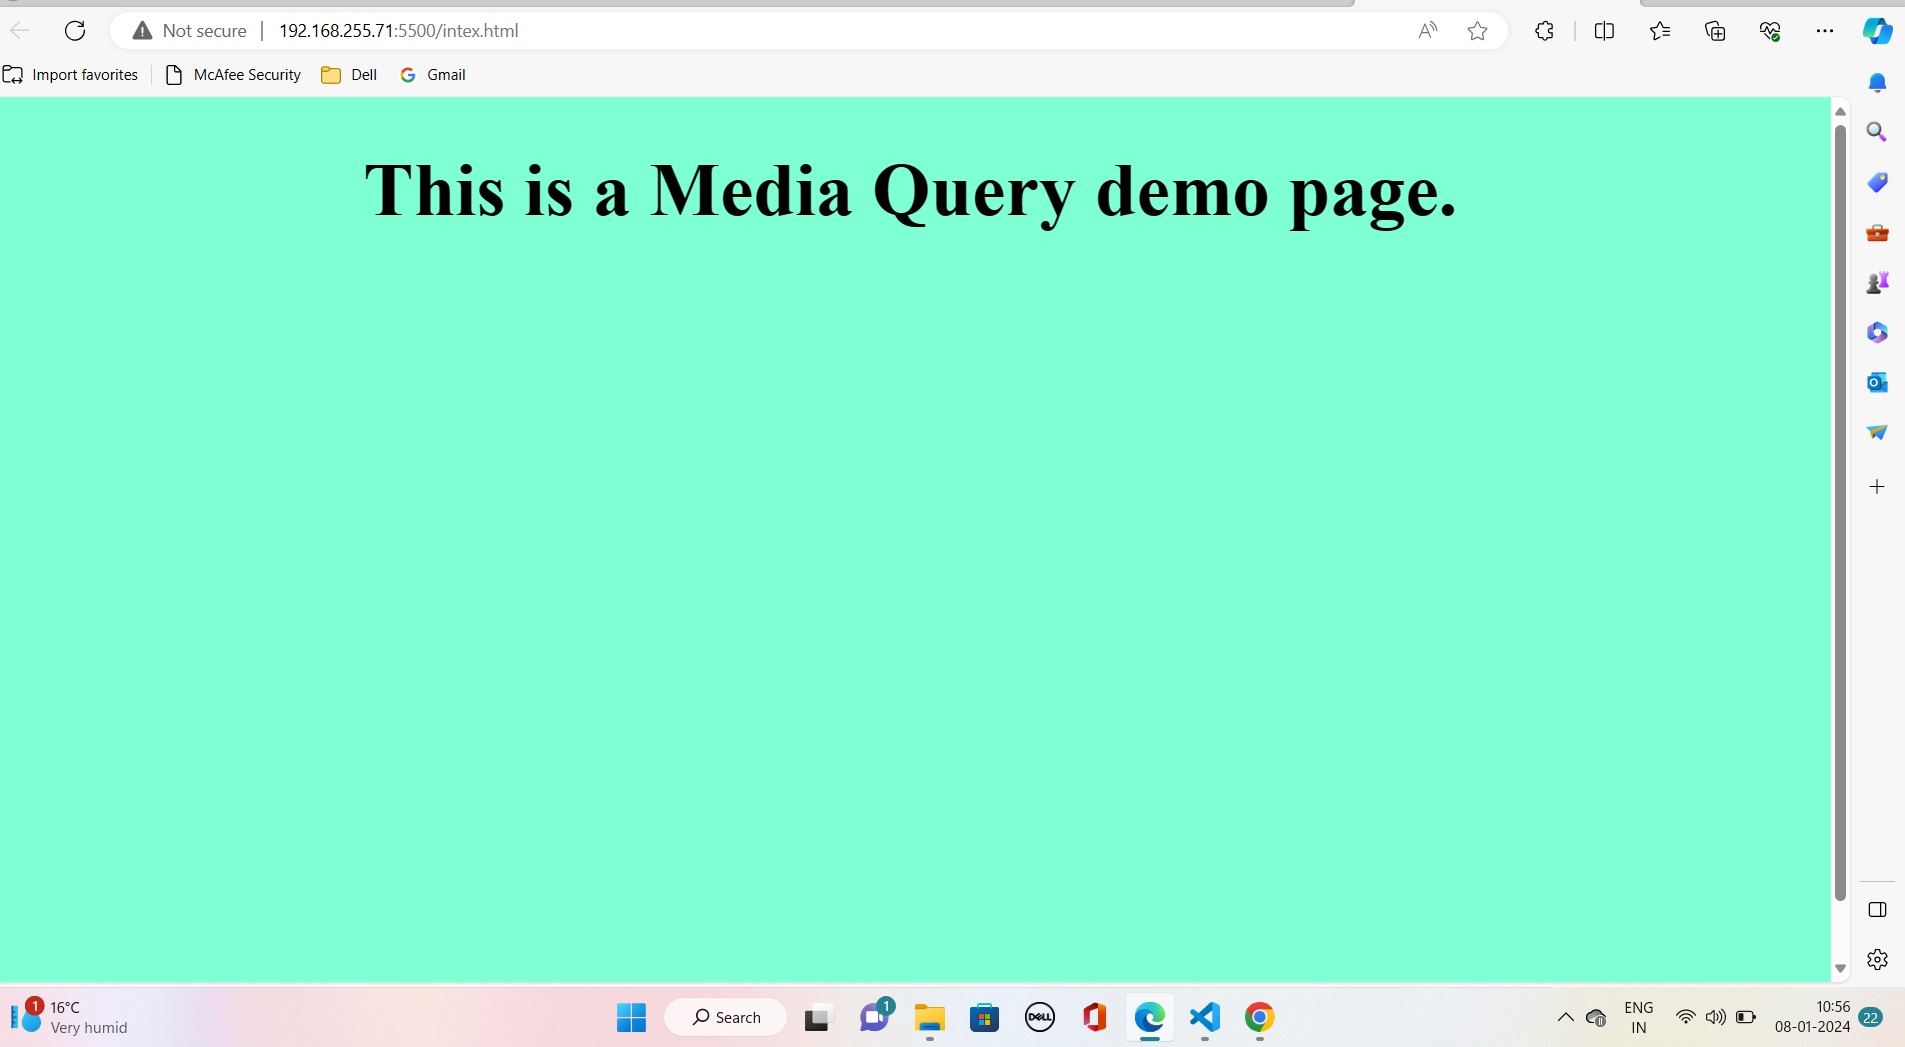 Not secure
192.168.255.71:5500/intex.html
Import favorites
McAfee Security
Dell
Gmail
This is a Media Query demo page.
1
16°C
Very humid
Search
1
DELL
ENG
IN
10:56
08-01-2024
22